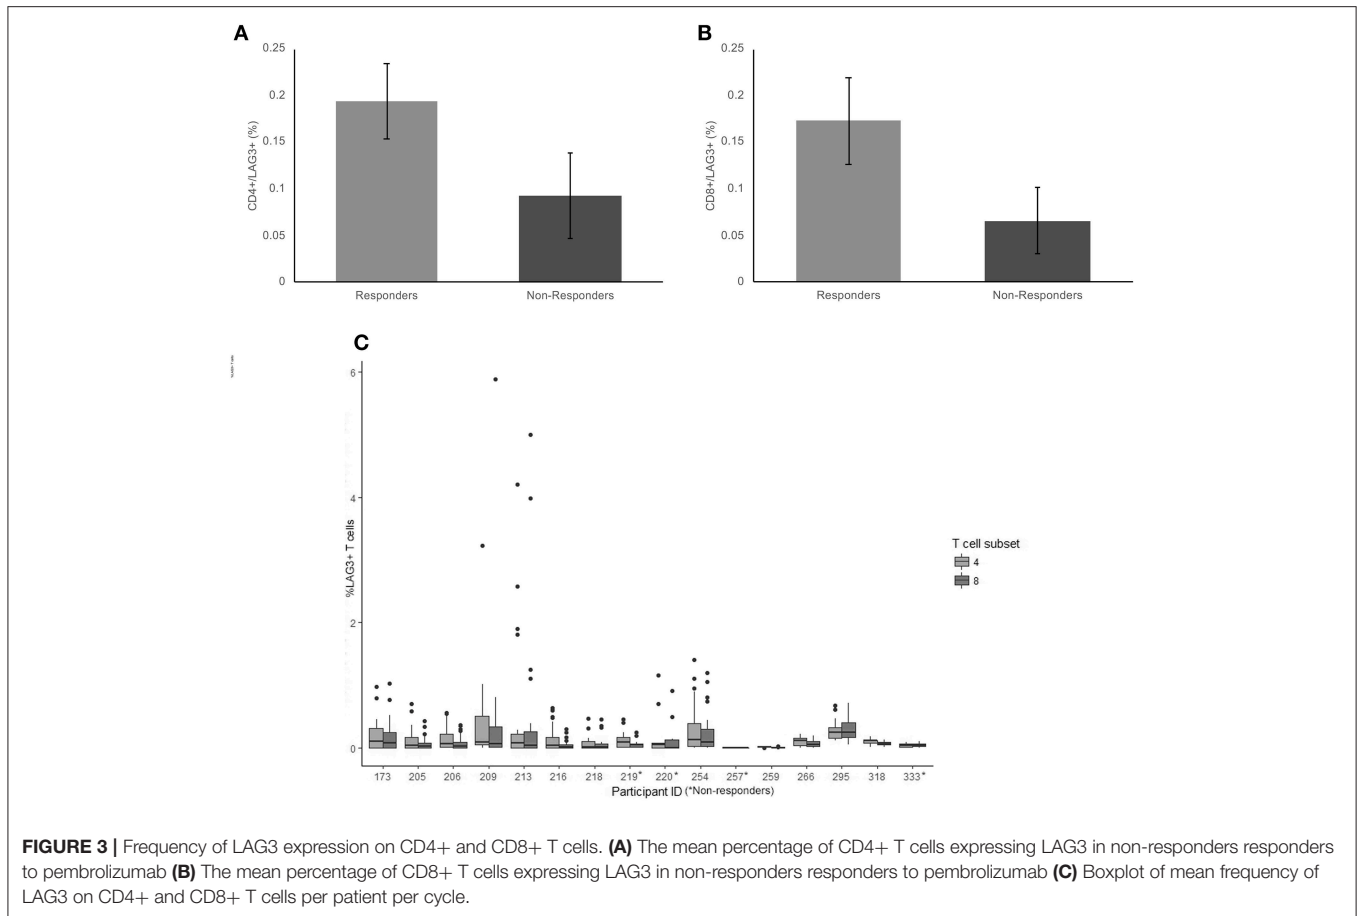 A
0.25
0.2
0.15
0.1
0.05
0
CD4+/LAG3+ (%)
Responders
Non-Responders
B
0.25
0.2
0.15
0.1
0.05
0
CD8+/LAG3+ (%)
Responders
Non-Responders
C
6
4
2
0
%LAG3+ T cells
173 205 206 209 213 216 218 219* 220* 254 257* 259 266 295 318 333*
Participant ID (*Non-responders)
T cell subset
4
8
FIGURE 3 | Frequency of LAG3 expression on CD4+ and CD8+ T cells. (A) The mean percentage of CD4+ T cells expressing LAG3 in non-responders responders
to pembrolizumab (B) The mean percentage of CD8+ T cells expressing LAG3 in non-responders responders to pembrolizumab (C) Boxplot of mean frequency of
LAG3 on CD4+ and CD8+ T cells per patient per cycle.